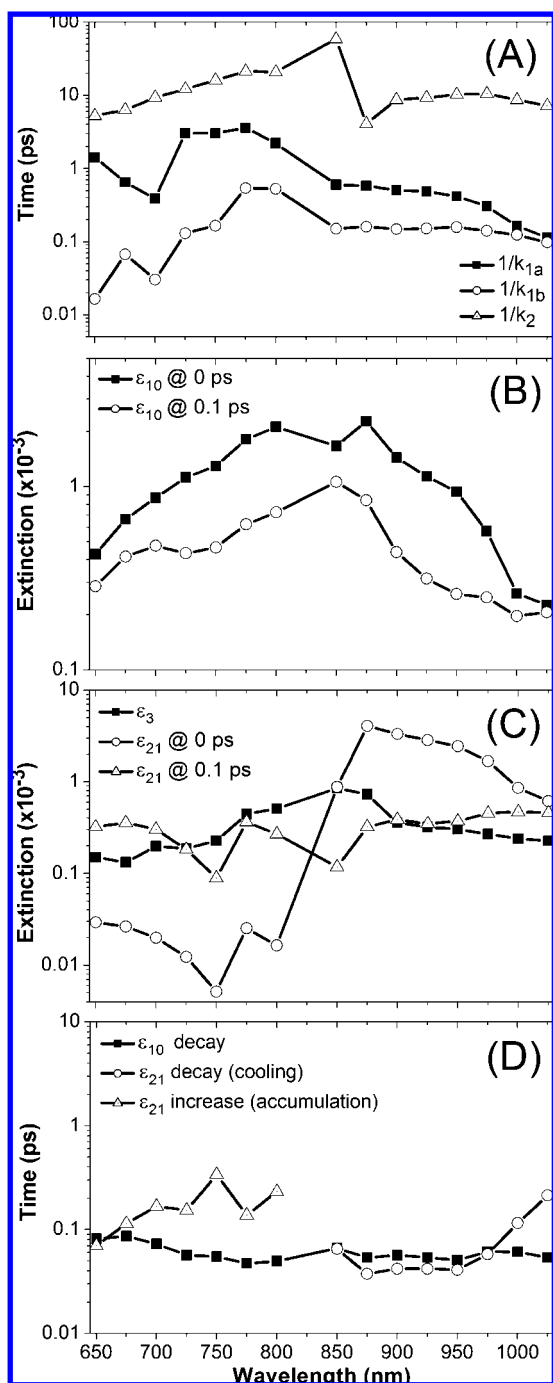 100
10
1
0.1
0.01
Time (ps)
(A)
1/k1a
1/k1b
1/k2
1
0.1
Extinction (x10-3)
ε10 @ 0 ps
ε10 @ 0.1 ps
(B)
10
1
0.1
0.01
Extinction (x10-3)
ε3
ε21 @ 0 ps
ε21 @ 0.1 ps
(C)
10
1
0.1
0.01
Time (ps)
ε10 decay
ε21 decay (cooling)
ε21 increase (accumulation)
(D)
650 700 750 800 850 900 950 1000
Wavelength (nm)